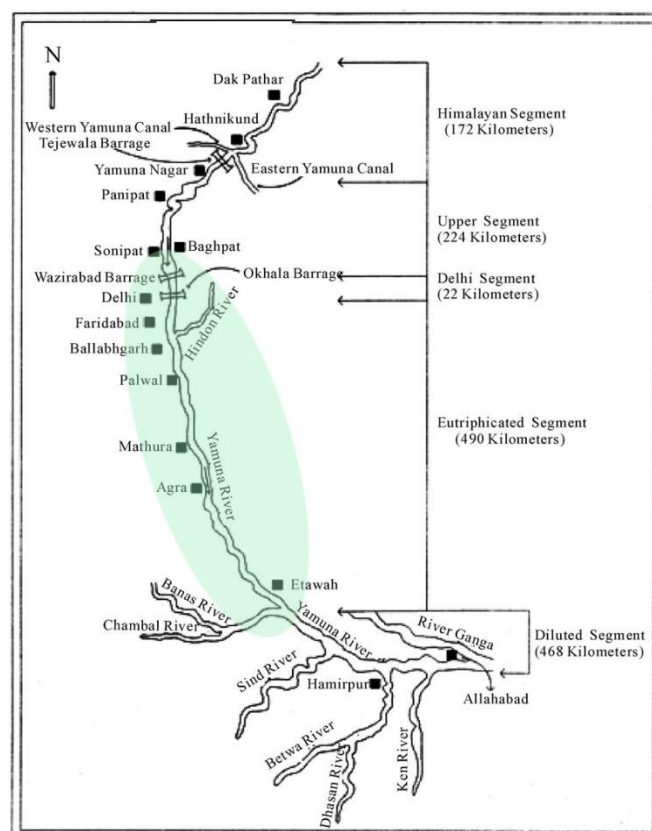 N
Dak Pathar
Hathnikund
Western Yamuna Canal
Tejewala Barrage
Eastern Yamuna Canal
Yamuna Nagar
Panipat
Sonipat
Baghpat
Wazirabad Barrage
Okhala Barrage
Delhi
Hindon River
Faridabad
Ballabhgarh
Palwal
Mathura
Yamuna River
Agra
Etawah
Banas River
Chambal River
Yamuna River
River Ganga
Sind River
Hamirpur
Allahabad
Betwa River
Dhasan River
Ken River
Himalayan Segment
(172 Kilometers)
Upper Segment
(224 Kilometers)
Delhi Segment
(22 Kilometers)
Eutriphicated Segment
(490 Kilometers)
Diluted Segment
(468 Kilometers)